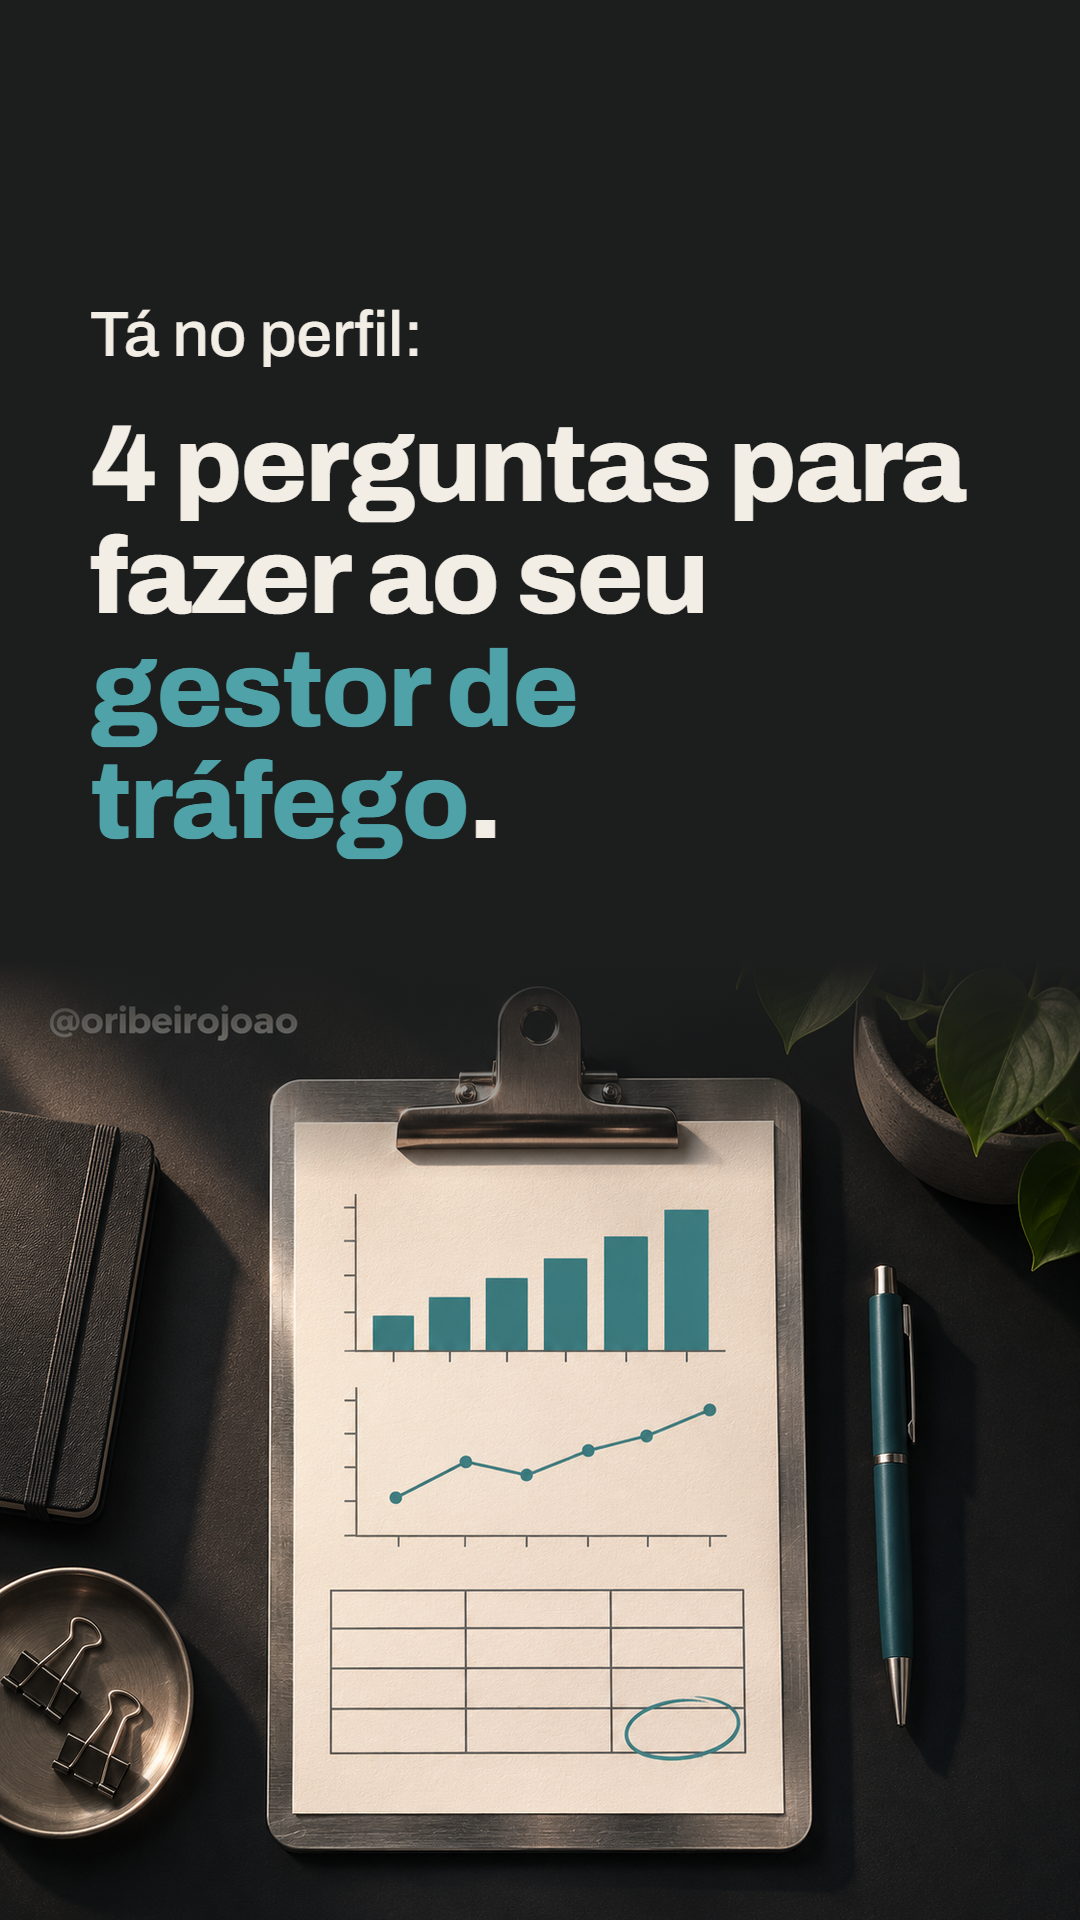 Tá no perfil:
4 perguntas para
fazer ao seu
gestor de
tráfego.
@oribeirojoao